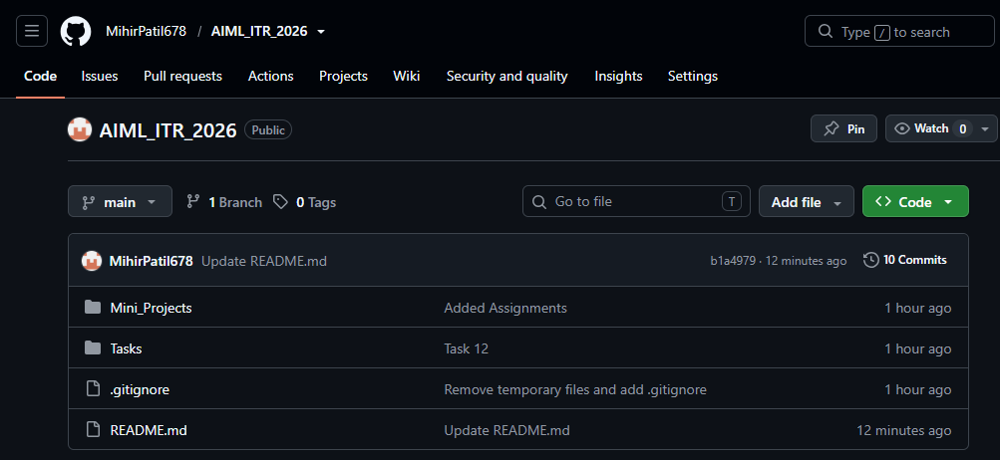 MihirPatil678 / AIML_ITR_2026
Type / to search
Code Issues Pull requests Actions Projects Wiki Security and quality Insights Settings
AIML_ITR_2026 Public
Pin Watch 0
main 1 Branch 0 Tags
Go to file T Add file Code
MihirPatil678 Update README.md b1a4979 · 12 minutes ago 10 Commits
Mini_Projects Added Assignments 1 hour ago
Tasks Task 12 1 hour ago
.gitignore Remove temporary files and add .gitignore 1 hour ago
README.md Update README.md 12 minutes ago